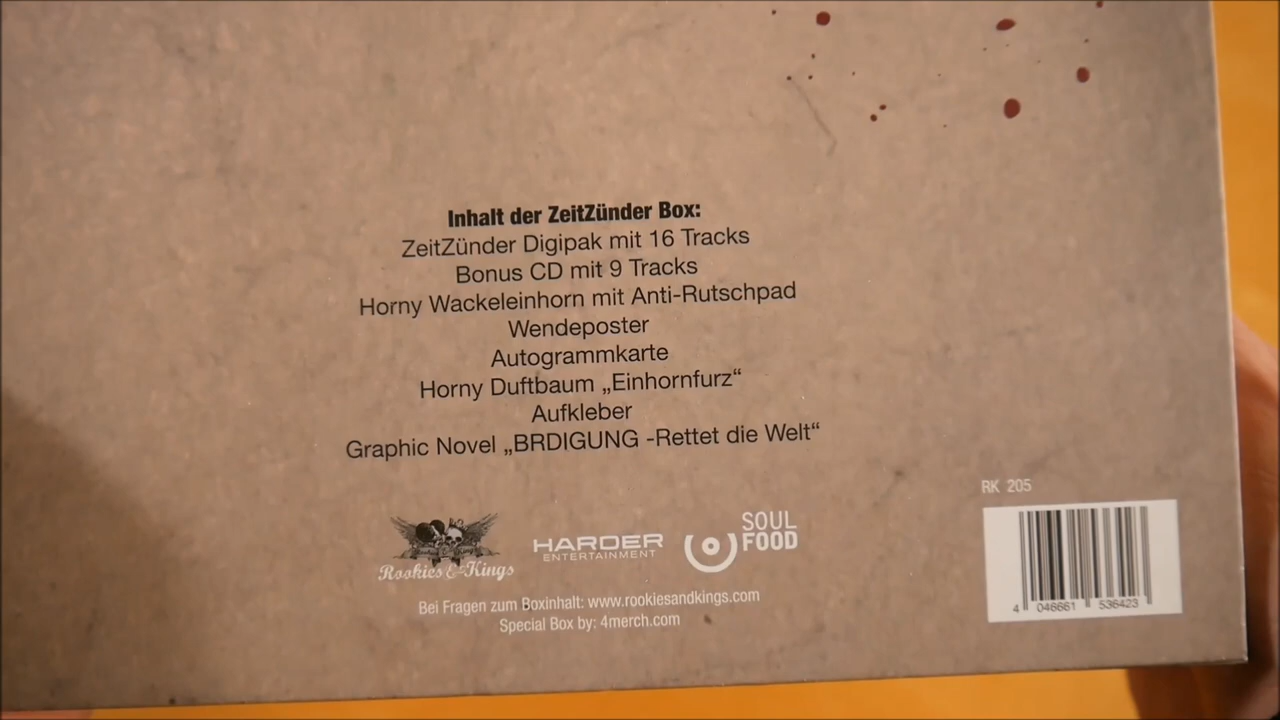 Inhalt der ZeitZünder Box:
ZeitZünder Digipak mit 16 Tracks
Bonus CD mit 9 Tracks
Horny Wackeleinhorn mit Anti-Rutschpad
Wendeposter
Autogrammkarte
Horny Duftbaum „Einhornfurz“
Aufkleber
Graphic Novel „BRDIGUNG -Rettet die Welt“
Rookies & Kings
HARDER
ENTERTAINMENT
SOUL
FOOD
Bei Fragen zum Boxinhalt: www.rookiesandkings.com
Special Box by: 4merch.com
RK 205
4 046661 536423